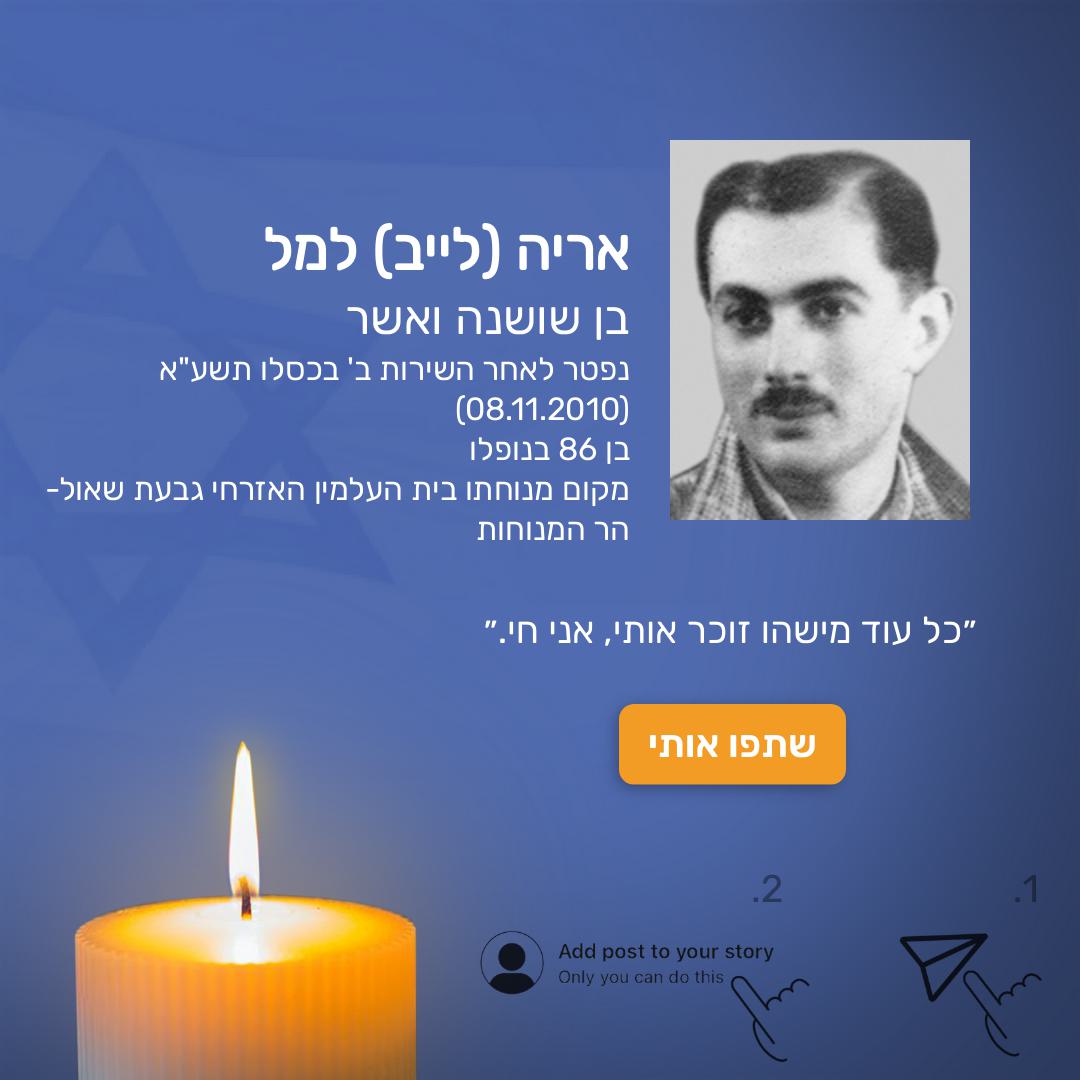 אריה (לייב) למל
בן שושנה ואשר
נפטר לאחר השירות ב' בכסלו תשע"א
(08.11.2010)
בן 86 בנופלו
מקום מנוחתו בית העלמין האזרחי גבעת שאול-
הר המנוחות
״כל עוד מישהו זוכר אותי, אני חי.״
שתפו אותי
.1
.2
Add post to your story
Only you can do this